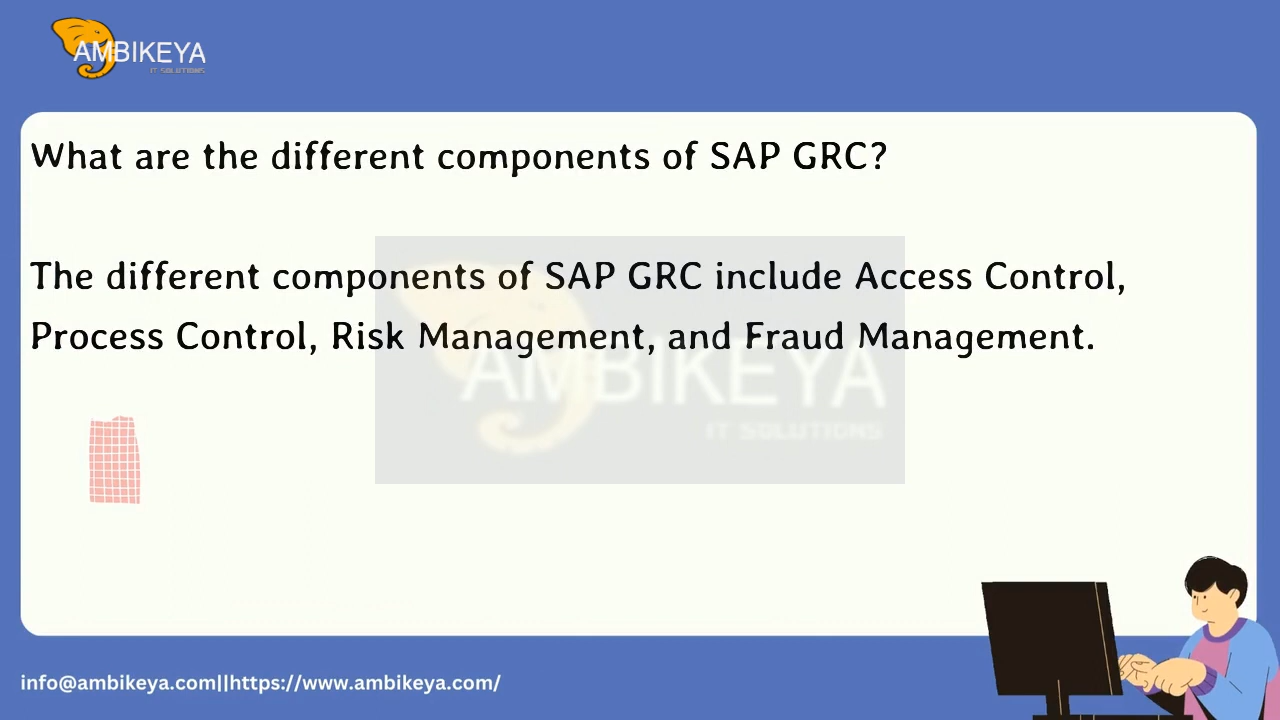 AMBIKEYA
IT SOLUTIONS
What are the different components of SAP GRC?
The different components of SAP GRC include Access Control,
Process Control, Risk Management, and Fraud Management.
AMBIKEYA
IT SOLUTIONS
info@ambikeya.com||https://www.ambikeya.com/